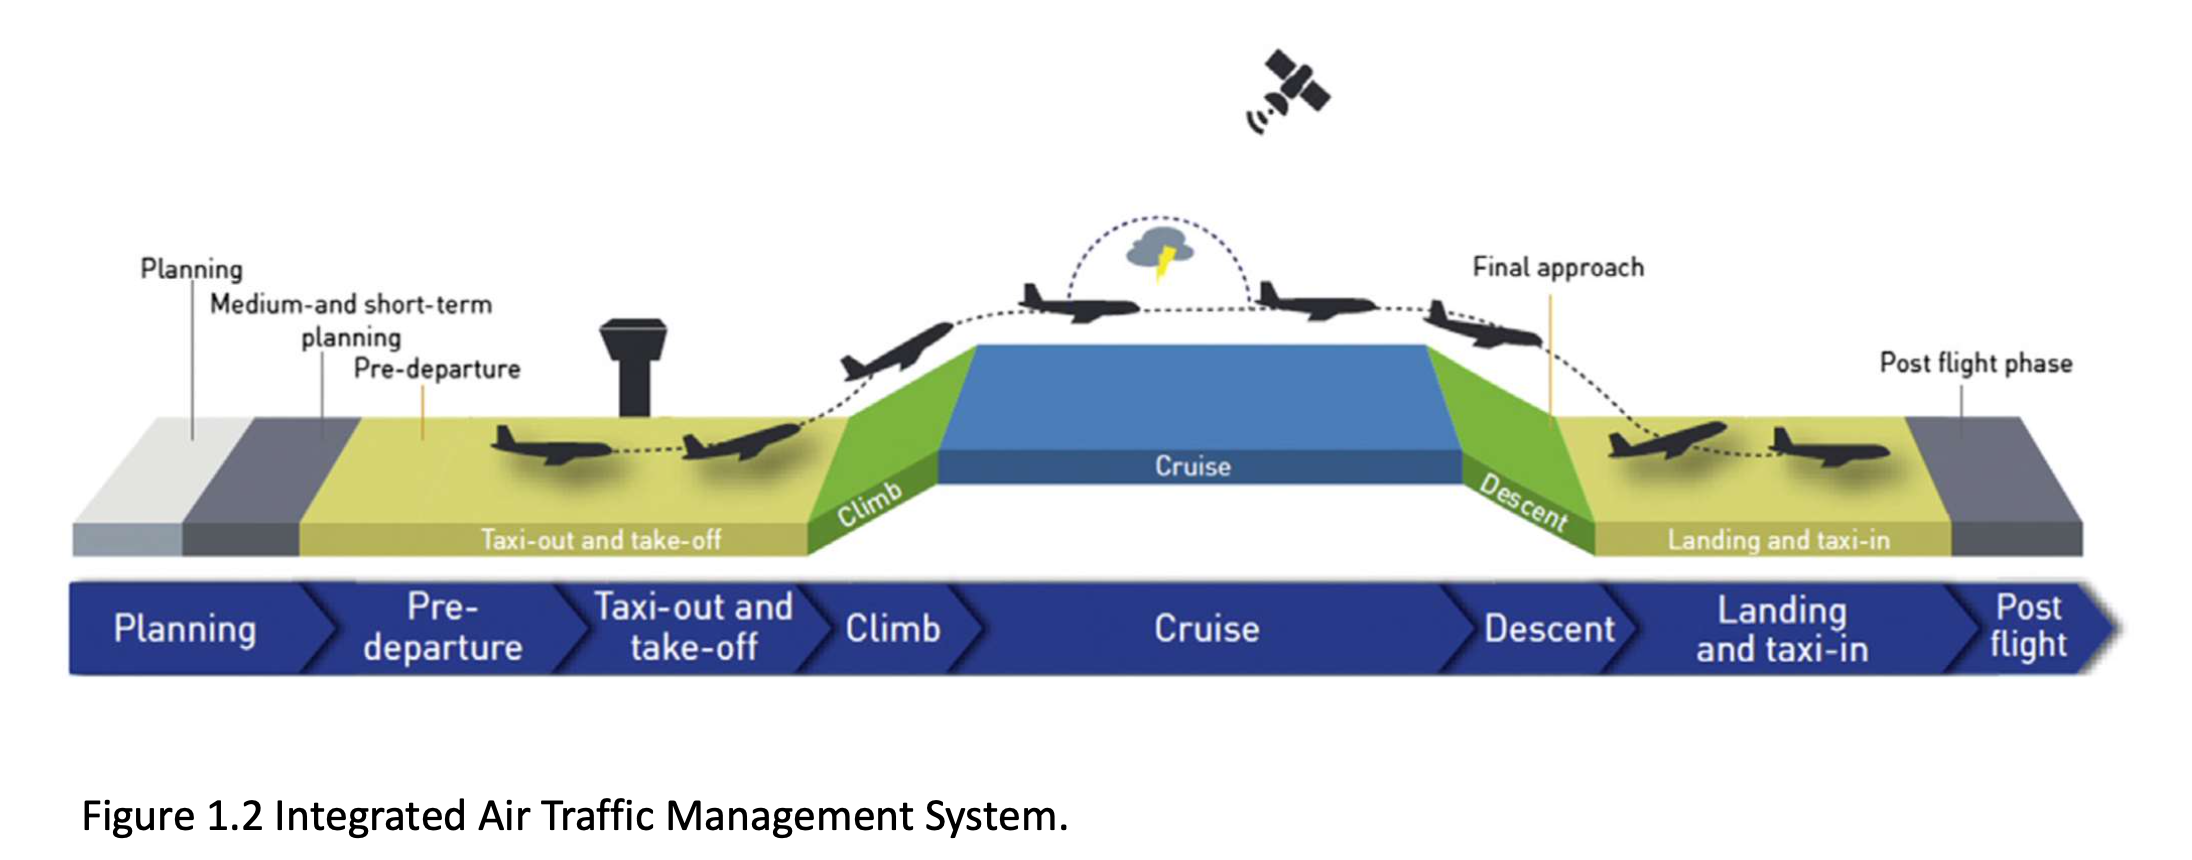 Planning
Medium-and short-term
planning
Pre-departure
Final approach
Post flight phase
Taxi-out and take-off
Climb
Cruise
Descent
Landing and taxi-in
Planning
Pre-
departure
Taxi-out and
take-off
Climb
Cruise
Descent
Landing
and taxi-in
Post
flight
Figure 1.2 Integrated Air Traffic Management System.